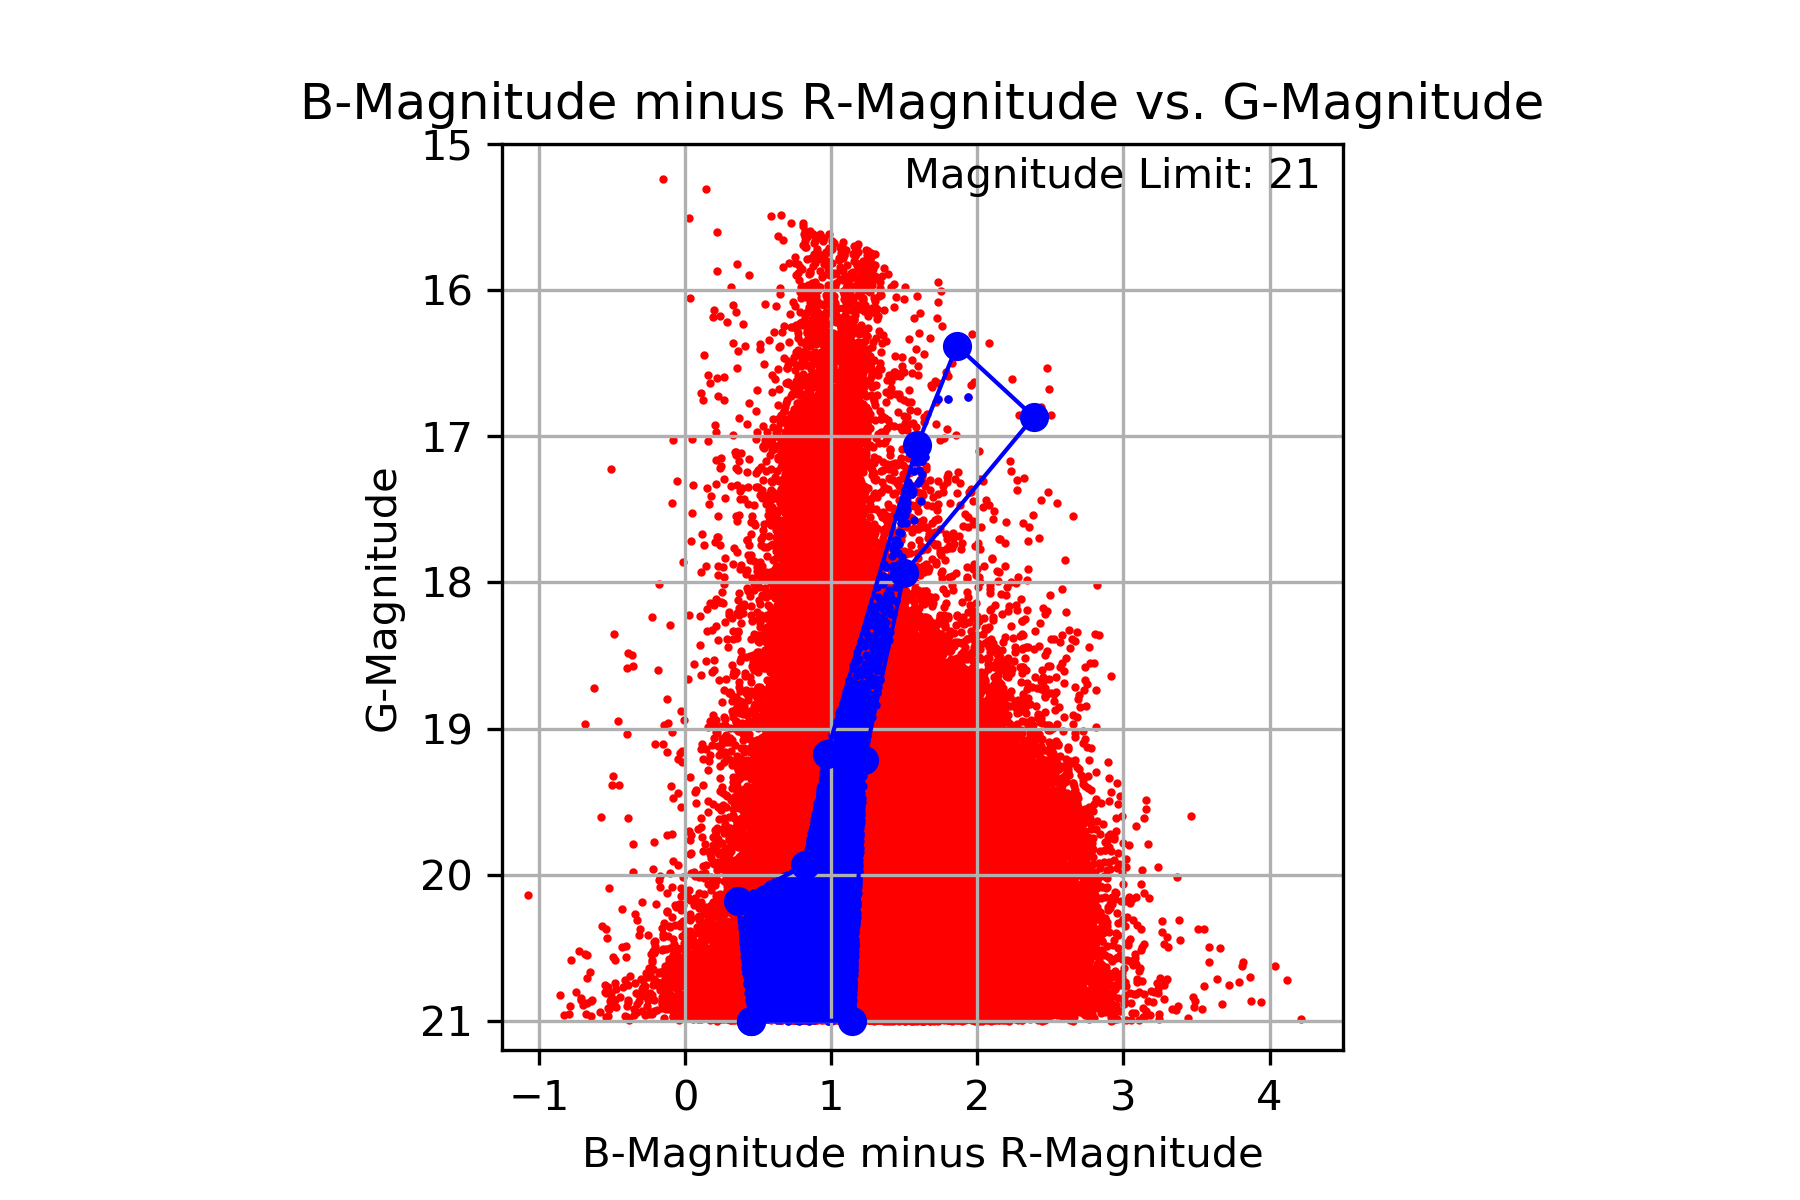 B-Magnitude minus R-Magnitude vs. G-Magnitude
Magnitude Limit: 21
15
16
17
18
19
20
21
G-Magnitude
−1 0 1 2 3 4
B-Magnitude minus R-Magnitude